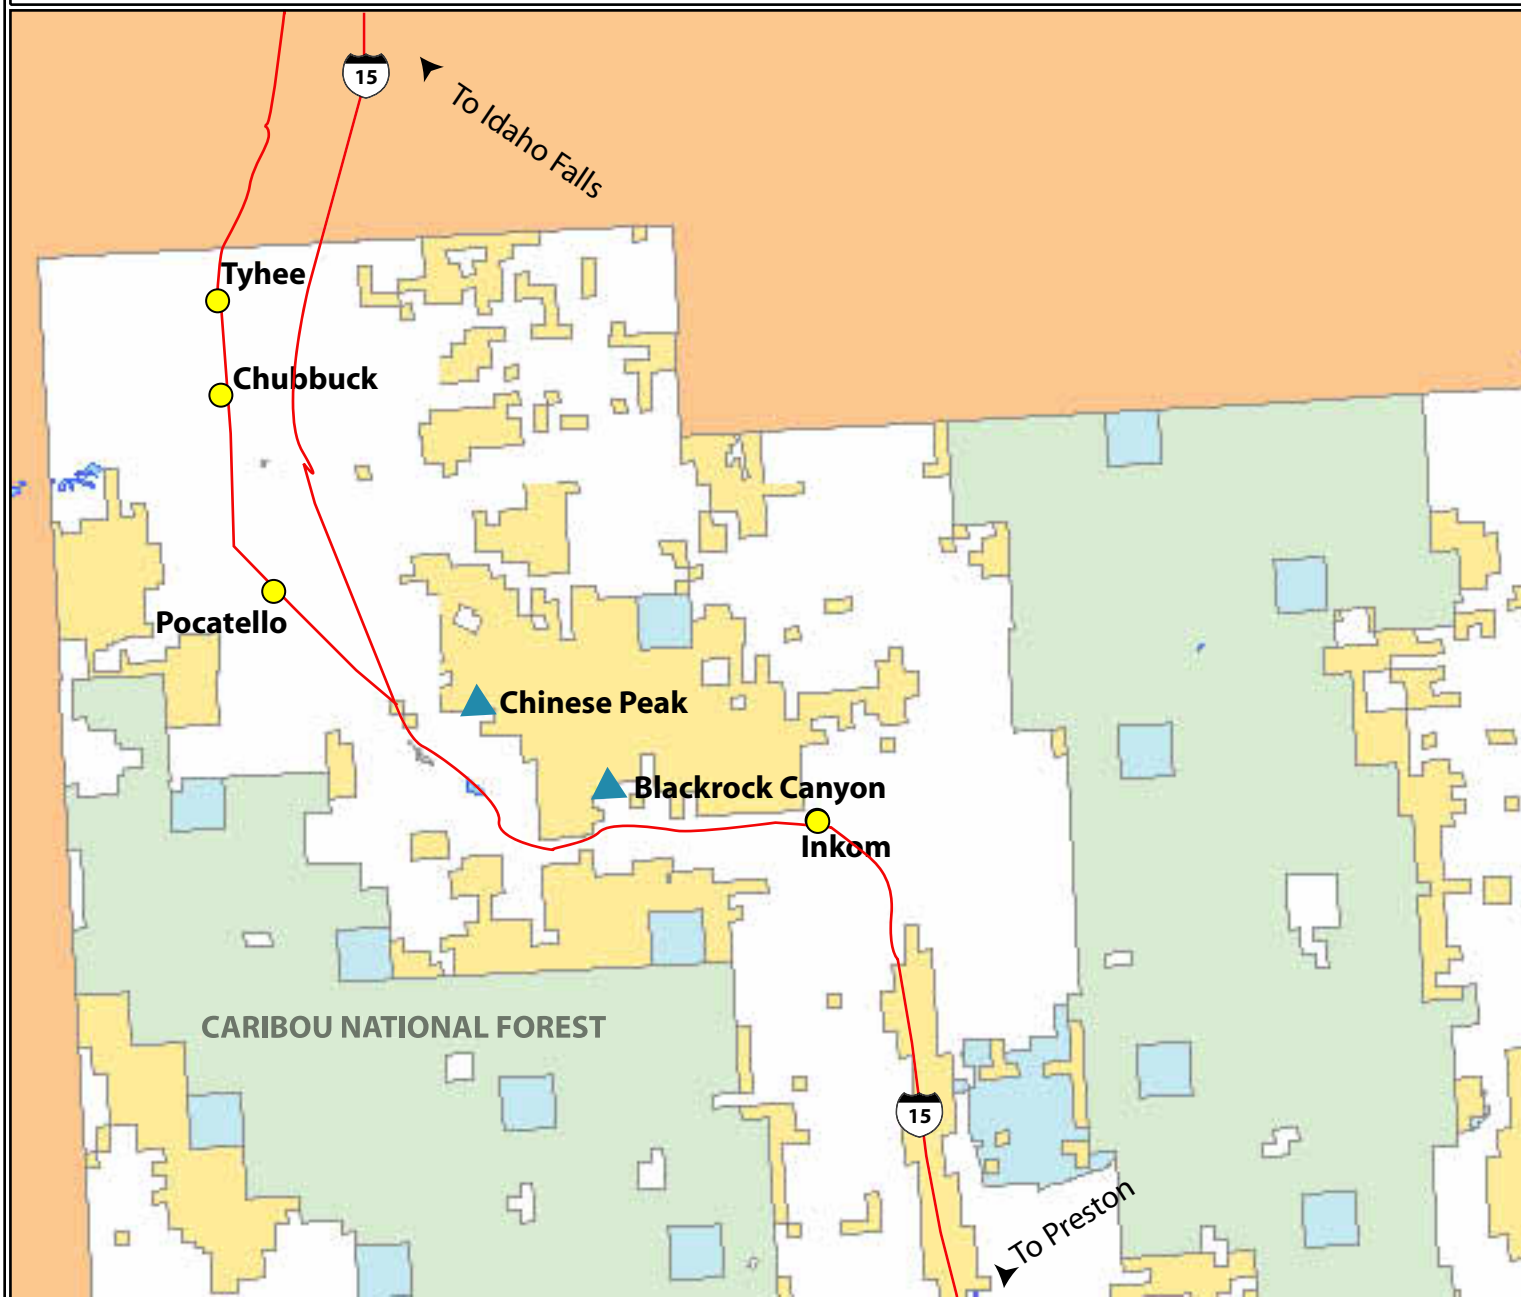 15
To Idaho Falls
Tyhee
Chubbuck
Pocatello
Chinese Peak
Blackrock Canyon
Inkom
CARIBOU NATIONAL FOREST
15
To Preston